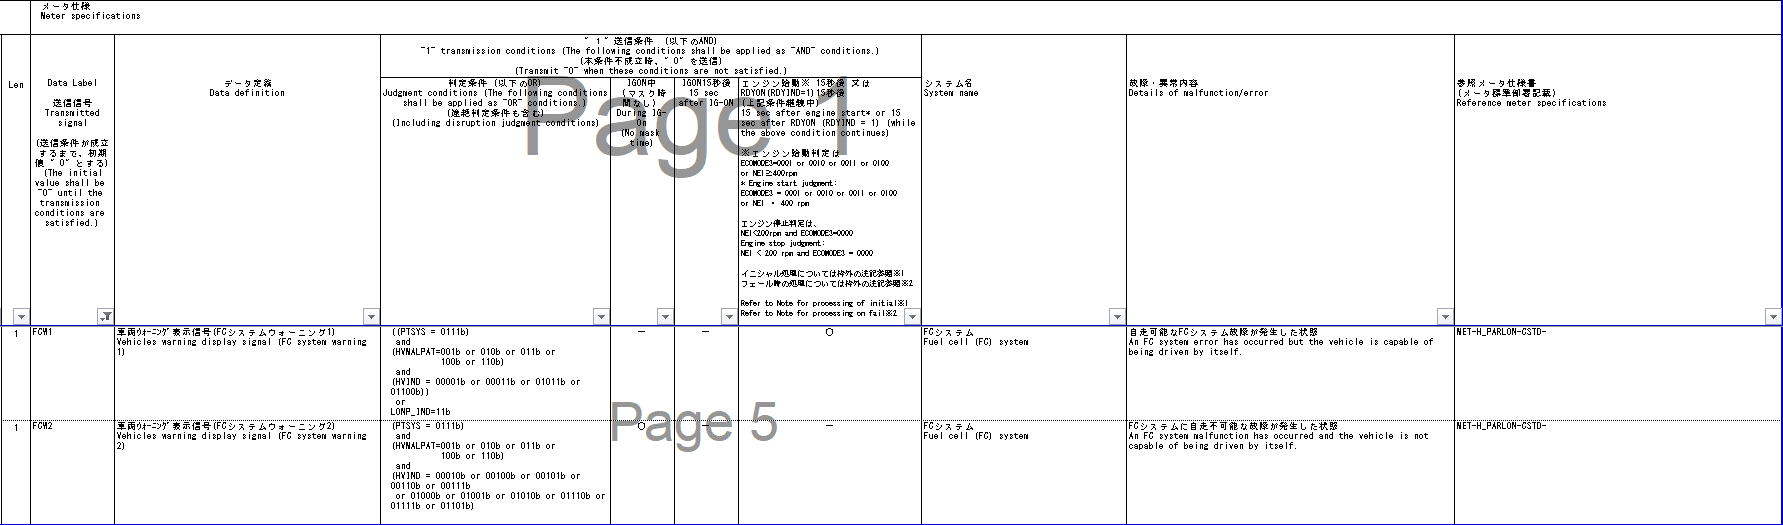 メータ仕様
Meter specifications
Len
Data Label
送信信号
Transmitted
signal
(送信条件が成立
するまで、初期
値 "0"とする)
(The initial
value shall be
"0" until the
transmission
conditions are
satisfied.)
データ定義
Data definition
"1"送信条件 (以下のAND)
"1" transmission conditions (The following conditions shall be applied as "AND" conditions.)
(本条件不成立時、"0"を送信)
(Transmit "0" when these conditions are not satisfied.)
判定条件 (以下のOR)
Judgment conditions (The following conditions
shall be applied as "OR" conditions.)
(途絶判定条件も含む)
(Including disruption judgment conditions)
IGON中
(マスク時
間なし)
During IG-
On
(No mask
time)
IGON15秒後
15 sec
after IG-ON
エンジン始動※ 15秒後 又は
RDYON(RDYIND=1)15秒後
(上記条件継続中)
15 sec after engine start* or 15
sec after RDYON (RDYIND = 1) (while
the above condition continues)
※エンジン始動判定は
ECOMODE3=0001 or 0010 or 0011 or 0100
or NE1≧400rpm
* Engine start judgment:
ECOMODE3 = 0001 or 0010 or 0011 or 0100
or NE1 ・ 400 rpm
エンジン停止判定は、
NE1<200rpm and ECOMODE3=0000
Engine stop judgment:
NE1 < 200 rpm and ECOMODE3 = 0000
イニシャル処理については枠外の注記参照※1
フェール時の処理については枠外の注記参照※2
Refer to Note for processing of initial※1
Refer to Note for processing on fail※2
システム名
System name
故障・異常内容
Details of malfunction/error
参照メータ仕様書
(メータ標準部署記載)
Reference meter specifications
Page 1
1
FCW1
車両ウォーニング表示信号(FCシステムウォーニング1)
Vehicles warning display signal (FC system warning
1)
((PTSYS = 0111b)
and
(HVNALPAT=001b or 010b or 011b or
100b or 110b)
and
(HVIND = 00001b or 00011b or 01011b or
01100b))
or
LONP_IND=11b
－
－
○
FCシステム
Fuel cell (FC) system
自走可能なFCシステム故障が発生した状態
An FC system error has occurred but the vehicle is capable of
being driven by itself.
NET-H_PARLON-CSTD-
1
FCW2
車両ウォーニング表示信号(FCシステムウォーニング2)
Vehicles warning display signal (FC system warning
2)
(PTSYS = 0111b)
and
(HVNALPAT=001b or 010b or 011b or
100b or 110b)
and
(HVIND = 00010b or 00100b or 00101b or
00110b or 00111b
or 01000b or 01001b or 01010b or 01110b or
01111b or 01101b)
○
－
－
FCシステム
Fuel cell (FC) system
FCシステムに自走不可能な故障が発生した状態
An FC system malfunction has occurred and the vehicle is not
capable of being driven by itself.
NET-H_PARLON-CSTD-
Page 5